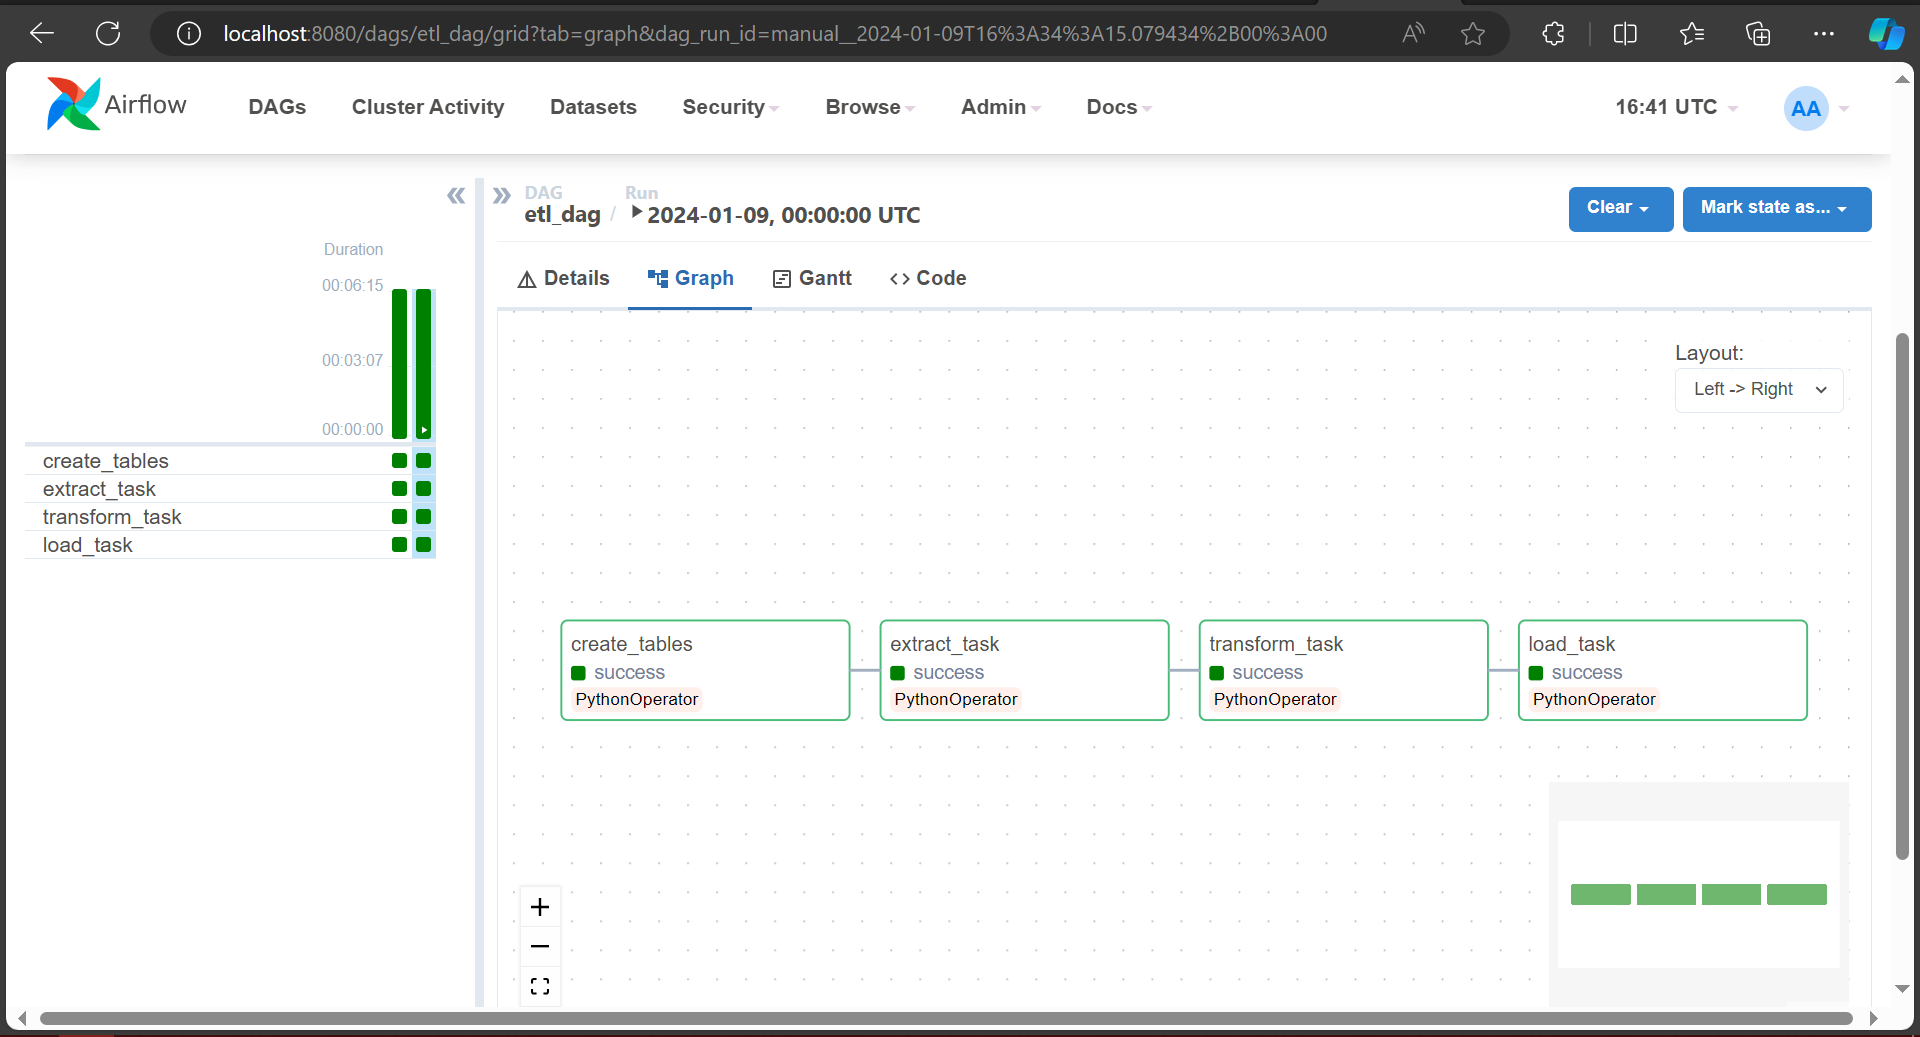 localhost:8080/dags/etl_dag/grid?tab=graph&dag_run_id=manual__2024-01-09T16%3A34%3A15.079434%2B00%3A00
Airflow DAGs Cluster Activity Datasets Security Browse Admin Docs 16:41 UTC AA
DAG Run
etl_dag / 2024-01-09, 00:00:00 UTC
Clear Mark state as...
Details Graph Gantt Code
Duration
00:06:15
00:03:07
00:00:00
create_tables
extract_task
transform_task
load_task
Layout:
Left -> Right
create_tables
success
PythonOperator
extract_task
success
PythonOperator
transform_task
success
PythonOperator
load_task
success
PythonOperator